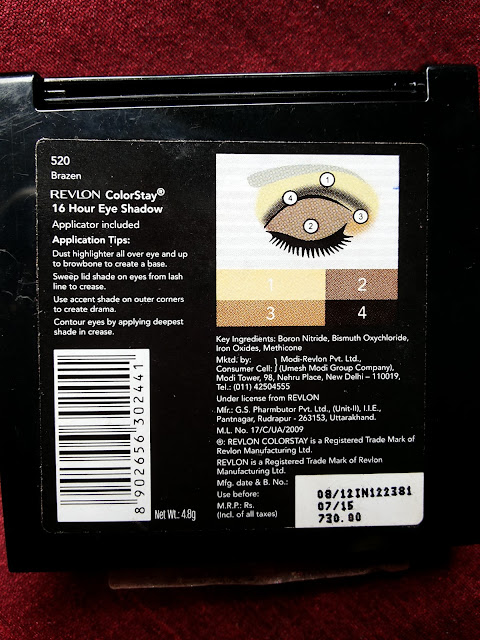 520
Brazen
REVLON ColorStay®
16 Hour Eye Shadow
Applicator included
Application Tips:
Dust highlighter all over eye and up
to browbone to create a base.
Sweep lid shade on eyes from lash
line to crease.
Use accent shade on outer corners
to create drama.
Contour eyes by applying deepest
shade in crease.
8 902656 302441
Net Wt.: 4.8g
1
4
3
2
1 2
3 4
Key Ingredients: Boron Nitride, Bismuth Oxychloride,
Iron Oxides, Methicone
Mktd. by: } Modi-Revlon Pvt. Ltd.,
Consumer Cell: (Umesh Modi Group Company),
Modi Tower, 98, Nehru Place, New Delhi – 110019,
Tel.: (011) 42504555
Under license from REVLON
Mfr.: G.S. Pharmbutor Pvt. Ltd., (Unit-II), I.I.E.,
Pantnagar, Rudrapur - 263153, Uttarakhand.
M.L. No. 17/C/UA/2009
®: REVLON COLORSTAY is a Registered Trade Mark of
Revlon Manufacturing Ltd.
REVLON is a Registered Trade Mark of Revlon
Manufacturing Ltd.
Mfg. date & B. No.: 08/12IN122381
Use before: 07/15
M.R.P.: Rs. 730.00
(Incl. of all taxes)